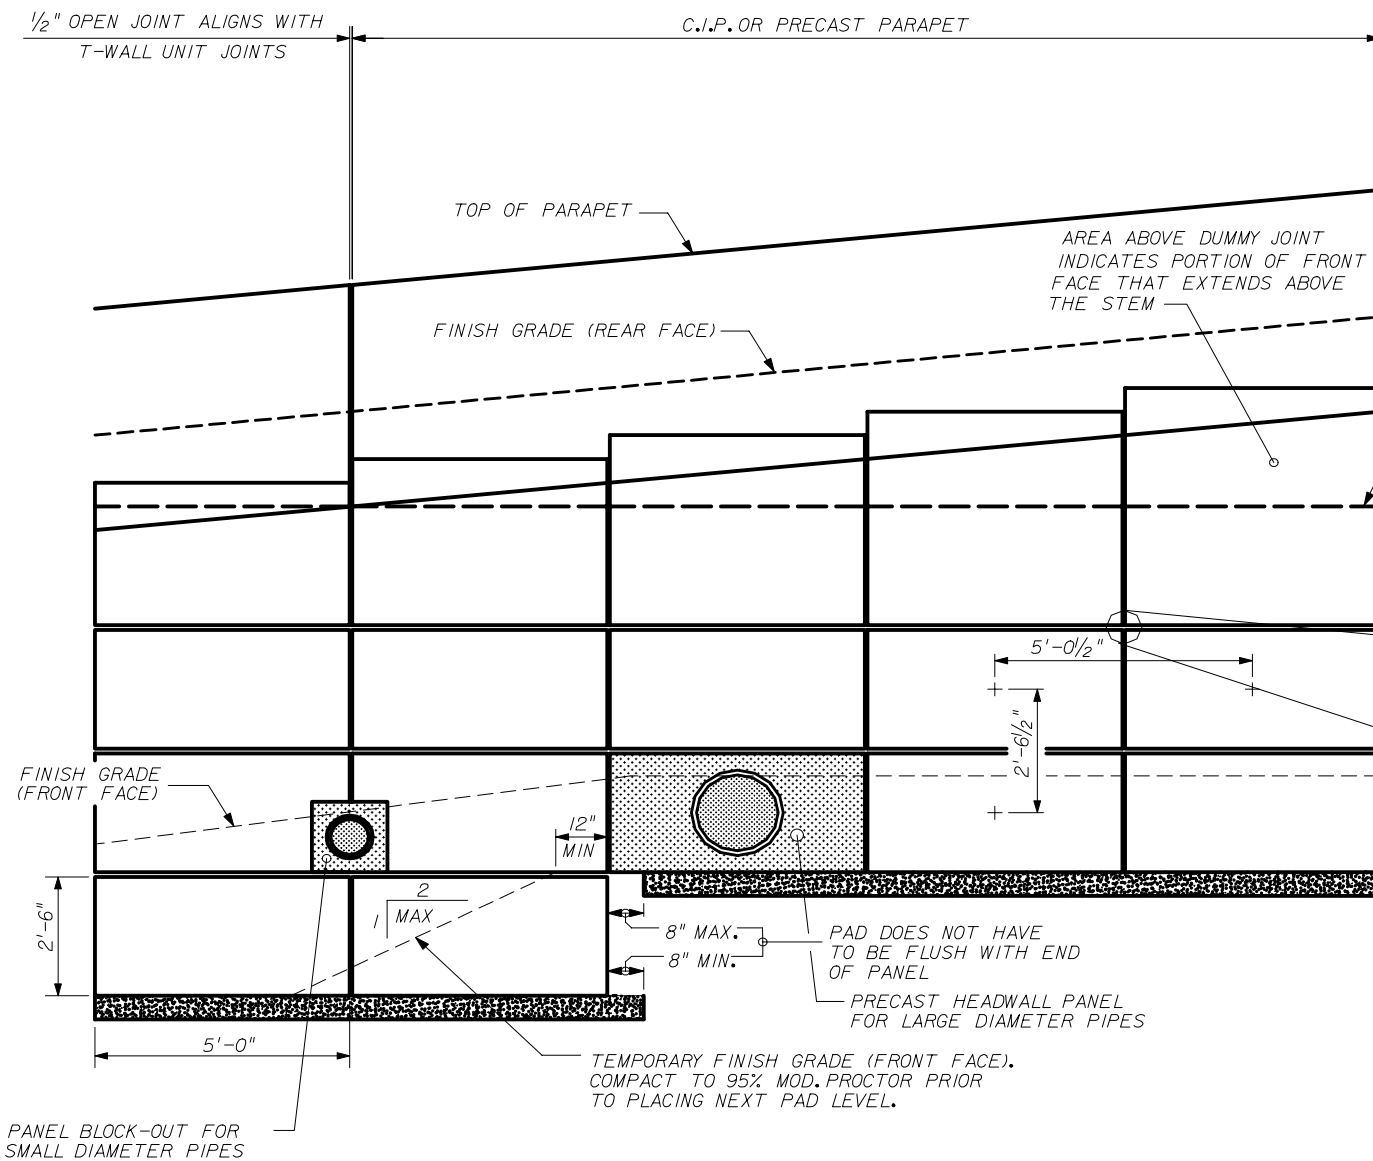 ½" OPEN JOINT ALIGNS WITH
T-WALL UNIT JOINTS
C.I.P. OR PRECAST PARAPET
TOP OF PARAPET
AREA ABOVE DUMMY JOINT
INDICATES PORTION OF FRONT
FACE THAT EXTENDS ABOVE
THE STEM
FINISH GRADE (REAR FACE)
5'-0½"
2'-6½"
FINISH GRADE
(FRONT FACE)
12"
MIN
2
1
MAX
2'-6"
8" MAX.
8" MIN.
PAD DOES NOT HAVE
TO BE FLUSH WITH END
OF PANEL
PRECAST HEADWALL PANEL
FOR LARGE DIAMETER PIPES
5'-0"
TEMPORARY FINISH GRADE (FRONT FACE).
COMPACT TO 95% MOD. PROCTOR PRIOR
TO PLACING NEXT PAD LEVEL.
PANEL BLOCK-OUT FOR
SMALL DIAMETER PIPES